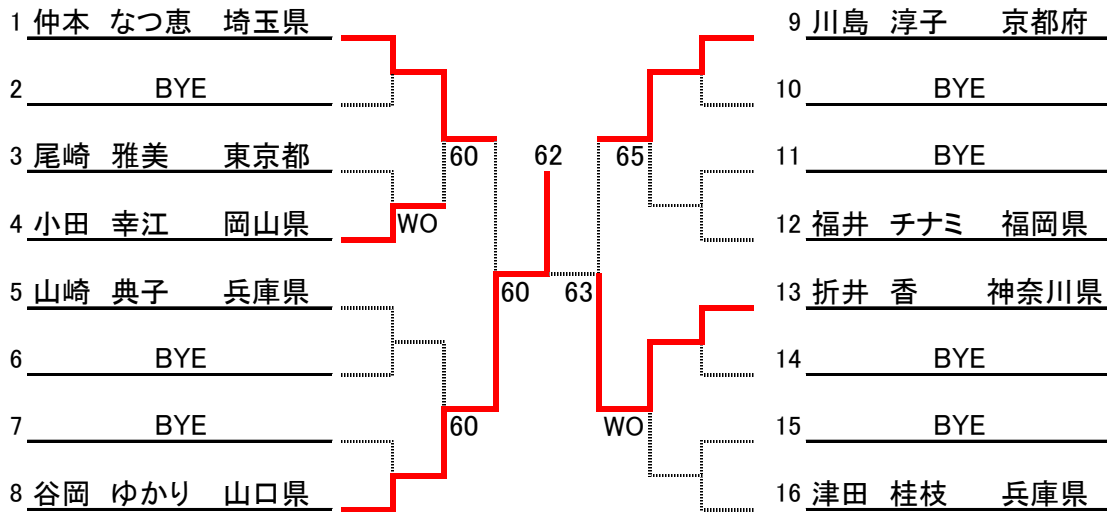 1 仲本 なつ恵 埼玉県
2 BYE
3 尾崎 雅美 東京都
4 小田 幸江 岡山県
5 山崎 典子 兵庫県
6 BYE
7 BYE
8 谷岡 ゆかり 山口県
60
WO
60
60
62
63
65
WO
9 川島 淳子 京都府
10 BYE
11 BYE
12 福井 チナミ 福岡県
13 折井 香 神奈川県
14 BYE
15 BYE
16 津田 桂枝 兵庫県